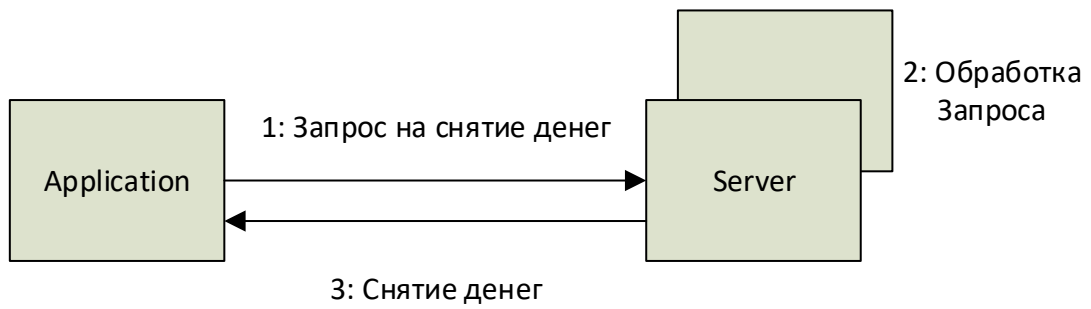 2: Обработка
Запроса
1: Запрос на снятие денег
Application
Server
3: Снятие денег